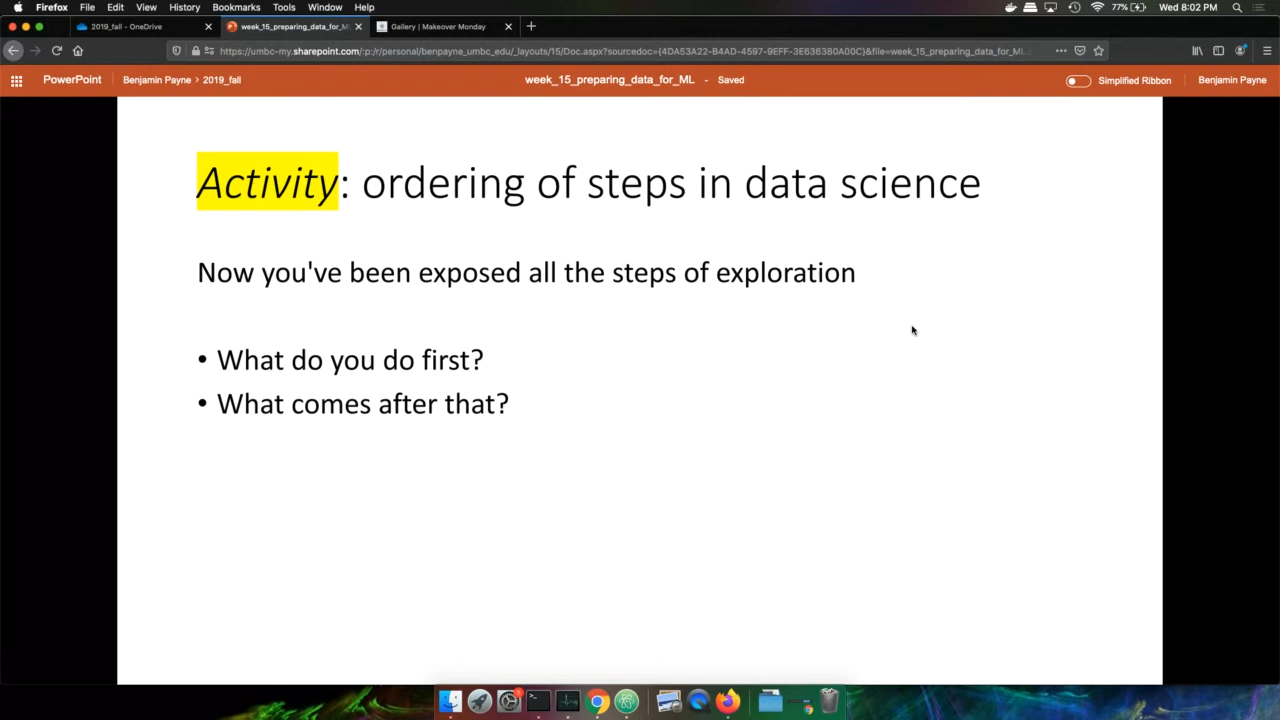 Firefox File Edit View History Bookmarks Tools Window Help 77% Wed 8:02 PM
2019_fall - OneDrive week_15_preparing_data_for_M Gallery | Makeover Monday
https://umbc-my.sharepoint.com/:p:/r/personal/benpayne_umbc_edu/_layouts/15/Doc.aspx?sourcedoc={4DA53A22-B4AD-4597-9EFF-3E636380A00C}&file=week_15_preparing_data_for_ML
PowerPoint Benjamin Payne > 2019_fall week_15_preparing_data_for_ML - Saved Simplified Ribbon Benjamin Payne
Activity: ordering of steps in data science
Now you've been exposed all the steps of exploration
• What do you do first?
• What comes after that?